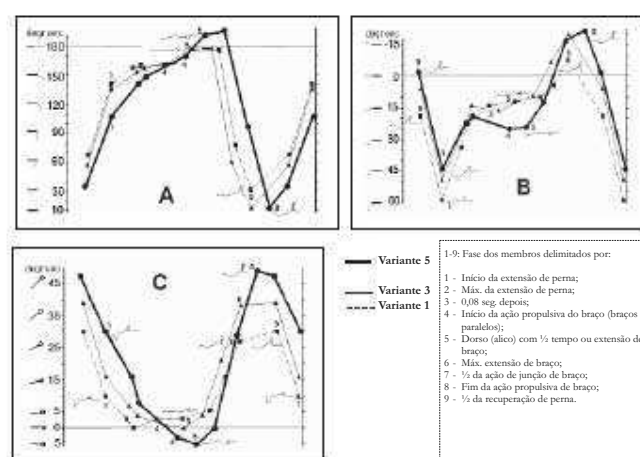 degrees
180
150
120
90
60
30
10
A
degrees
-15
0
15
30
45
60
B
degrees
45
35
25
15
5
0
5
C
Variante 5
Variante 3
Variante 1
1-9: Fase dos membros delimitados por:
1 - Início da extensão de perna;
2 - Máx. da extensão de perna;
3 - 0,08 seg. depois;
4 - Início da ação propulsiva do braço (braços
paralelos);
5 - Dorso (alico) com ½ tempo ou extensão de
braço;
6 - Máx. extensão de braço;
7 - ½ da ação de junção de braço;
8 - Fim da ação propulsiva de braço;
9 - ½ da recuperação de perna.